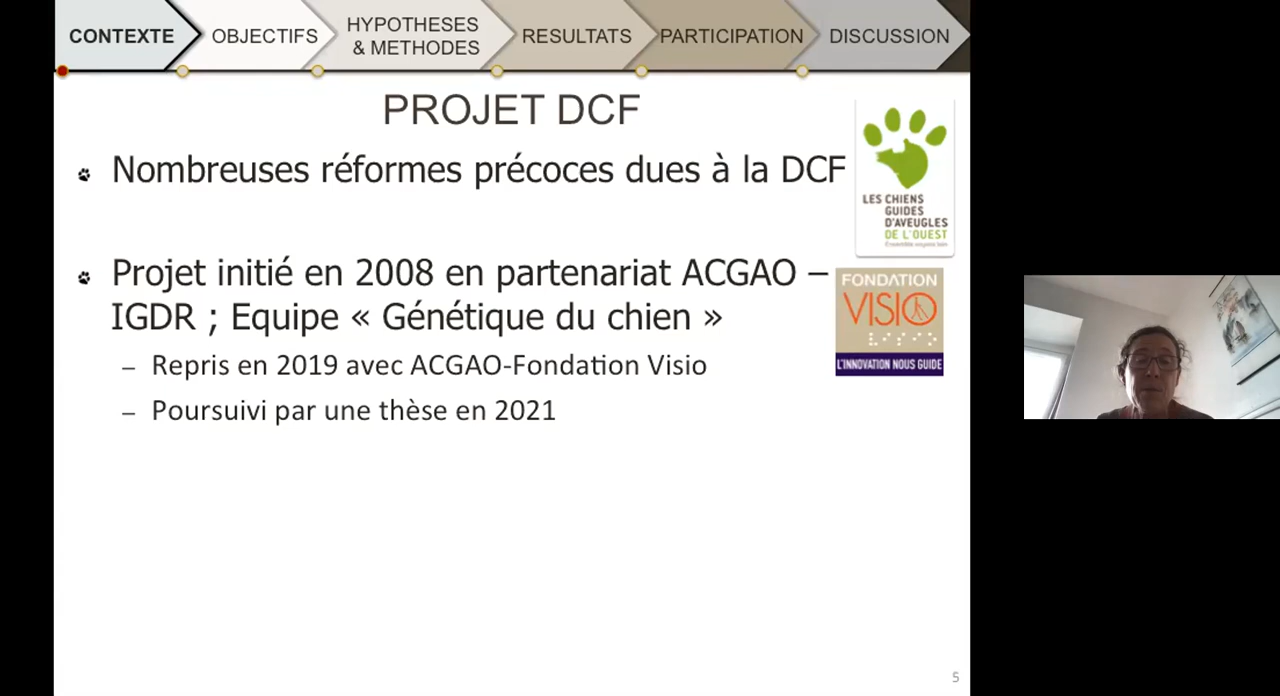 CONTEXTE
OBJECTIFS
HYPOTHESES
& METHODES
RESULTATS
PARTICIPATION
DISCUSSION
PROJET DCF
Nombreuses réformes précoces dues à la DCF
LES CHIENS
GUIDES
D'AVEUGLES
DE L'OUEST
Ensemble voyons loin
Projet initié en 2008 en partenariat ACGAO –
IGDR ; Equipe « Génétique du chien »
– Repris en 2019 avec ACGAO-Fondation Visio
– Poursuivi par une thèse en 2021
FONDATION
VISIO
L'INNOVATION NOUS GUIDE
5